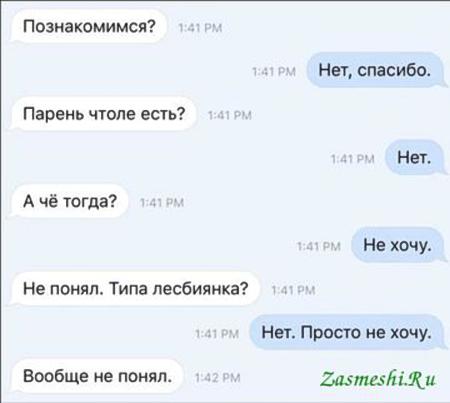 Познакомимся? 1:41 PM
1:41 PM Нет, спасибо.
Парень чтоле есть? 1:41 PM
1:41 PM Нет.
А чё тогда? 1:41 PM
1:41 PM Не хочу.
Не понял. Типа лесбиянка? 1:41 PM
1:41 PM Нет. Просто не хочу.
Вообще не понял. 1:42 PM
Zasmeshi.Ru